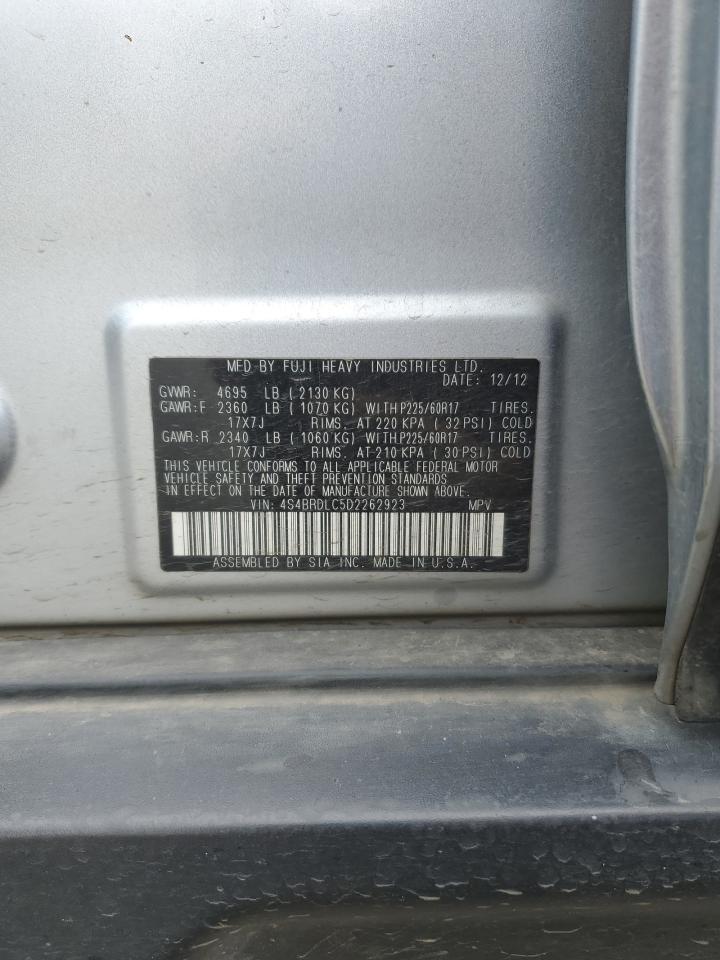 MFD BY FUJI HEAVY INDUSTRIES LTD.
DATE: 12/12
GVWR: 4695 LB ( 2130 KG)
GAWR:F 2360 LB ( 1070 KG) WITH P225/60R17 TIRES.
17X7J RIMS. AT 220 KPA ( 32 PSI) COLD
GAWR:R 2340 LB ( 1060 KG) WITH P225/60R17 TIRES.
17X7J RIMS. AT 210 KPA ( 30 PSI) COLD
THIS VEHICLE CONFORMS TO ALL APPLICABLE FEDERAL MOTOR
VEHICLE SAFETY AND THEFT PREVENTION STANDARDS
IN EFFECT ON THE DATE OF MANUFACTURE SHOWN ABOVE.
VIN: 4S4BRDLC5D2262923 MPV
ASSEMBLED BY SIA INC. MADE IN U.S.A.